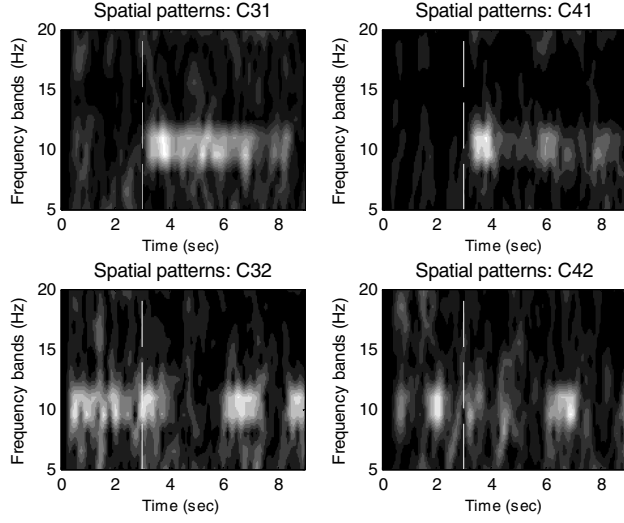 Spatial patterns: C31
Frequency bands (Hz)
20
15
10
5
0 2 4 6 8
Time (sec)
Spatial patterns: C41
Frequency bands (Hz)
20
15
10
5
0 2 4 6 8
Time (sec)
Spatial patterns: C32
Frequency bands (Hz)
20
15
10
5
0 2 4 6 8
Time (sec)
Spatial patterns: C42
Frequency bands (Hz)
20
15
10
5
0 2 4 6 8
Time (sec)